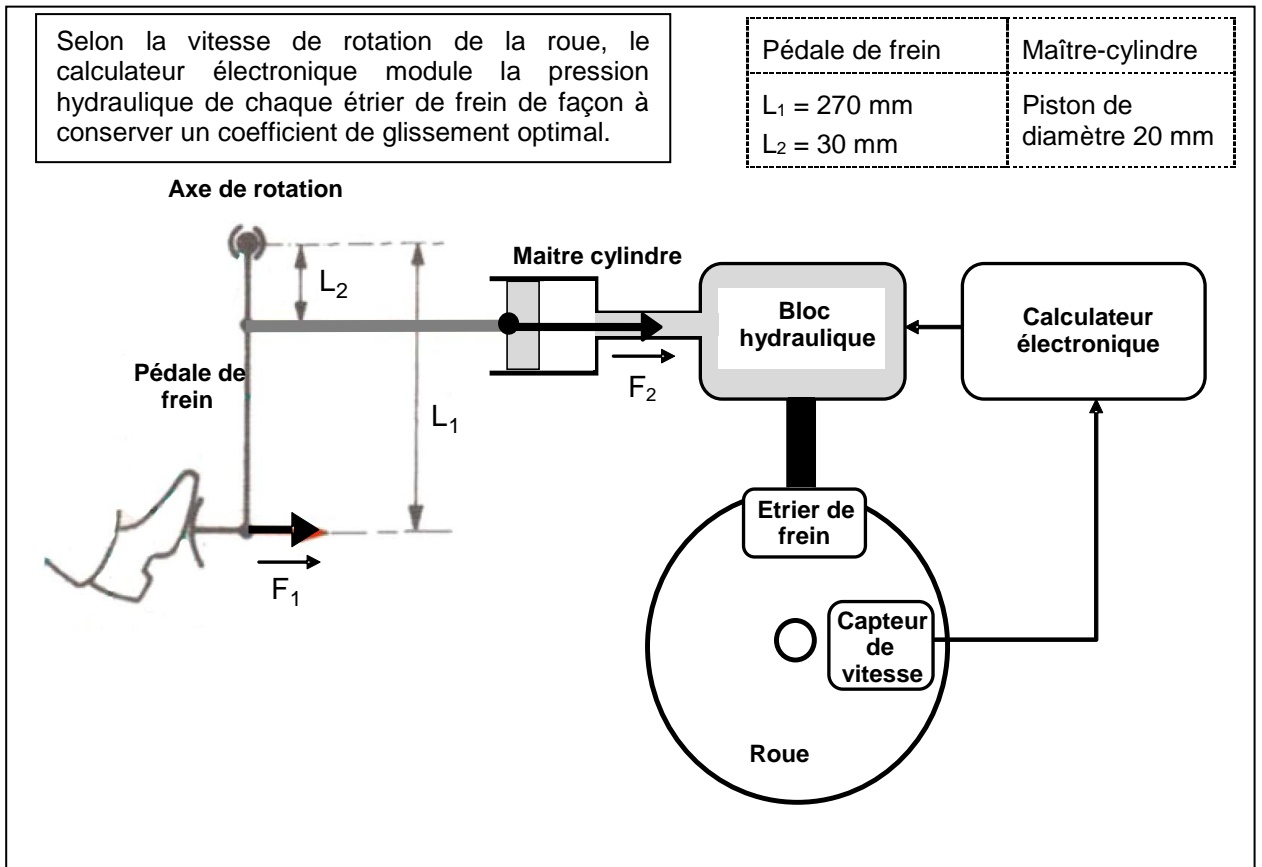 Selon la vitesse de rotation de la roue, le
calculateur électronique module la pression
hydraulique de chaque étrier de frein de façon à
conserver un coefficient de glissement optimal.
Pédale de frein
Maître-cylindre
L₁ = 270 mm
L₂ = 30 mm
Piston de
diamètre 20 mm
Axe de rotation
L₂
Maitre cylindre
Bloc
hydraulique
Calculateur
électronique
Pédale de
frein
F₂
L₁
Etrier de
frein
F₁
Capteur
de
vitesse
Roue